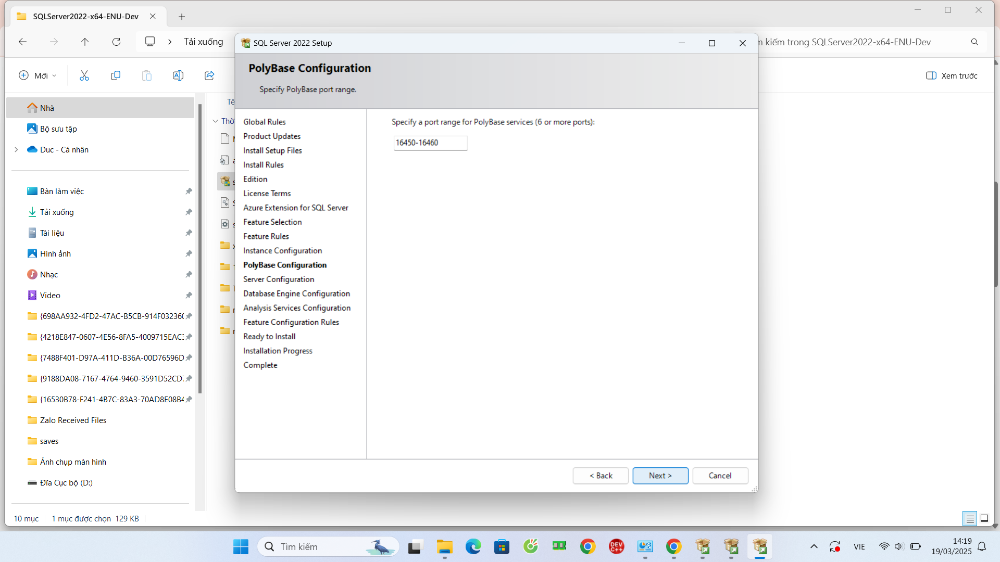 SQLServer2022-x64-ENU-Dev
Tải xuống
m kiếm trong SQLServer2022-x64-ENU-Dev
Mới
Xem trước
Nhà
Bộ sưu tập
Duc - Cá nhân
Bàn làm việc
Tải xuống
Tài liệu
Hình ảnh
Nhạc
Video
{698AA932-4FD2-47AC-B5CB-914F032360
{4218E847-0607-4E56-8FA5-4009715EAC3
{7488F401-D97A-411D-B36A-00D76596D
{9188DA08-7167-4764-9460-3591D52CD7
{16530B78-F241-4B7C-83A3-70AD8E08B4
Zalo Received Files
saves
Ảnh chụp màn hình
Đĩa Cục bộ (D:)
Tê
Thờ
SQL Server 2022 Setup
PolyBase Configuration
Specify PolyBase port range.
Global Rules
Product Updates
Install Setup Files
Install Rules
Edition
License Terms
Azure Extension for SQL Server
Feature Selection
Feature Rules
Instance Configuration
PolyBase Configuration
Server Configuration
Database Engine Configuration
Analysis Services Configuration
Feature Configuration Rules
Ready to Install
Installation Progress
Complete
Specify a port range for PolyBase services (6 or more ports):
16450-16460
< Back
Next >
Cancel
10 mục
1 mục được chọn 129 KB
Tìm kiếm
DEV
C++
VIE
14:19
19/03/2025